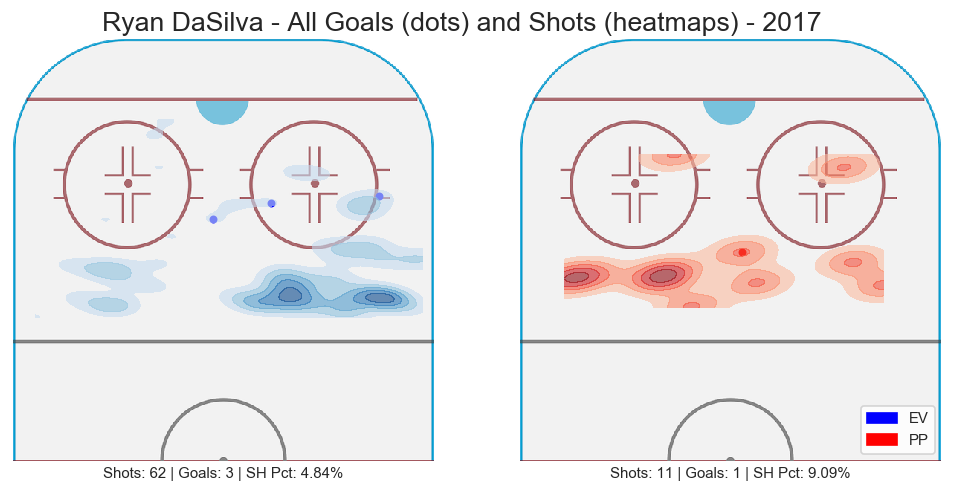 Ryan DaSilva - All Goals (dots) and Shots (heatmaps) - 2017
EV
PP
Shots: 62 | Goals: 3 | SH Pct: 4.84%
Shots: 11 | Goals: 1 | SH Pct: 9.09%